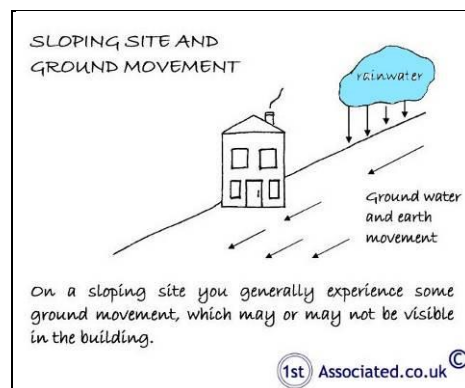 SLOPING SITE AND
GROUND MOVEMENT
rainwater
Ground water
and earth
movement
On a sloping site you generally experience some
ground movement, which may or may not be visible
in the building.
1st Associated.co.uk ©